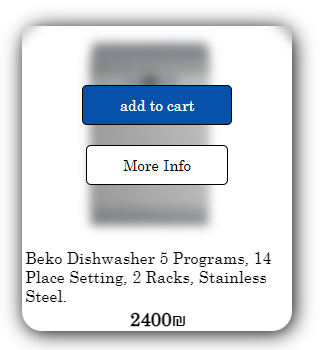 add to cart
More Info
Beko Dishwasher 5 Programs, 14
Place Setting, 2 Racks, Stainless
Steel.
2400₪